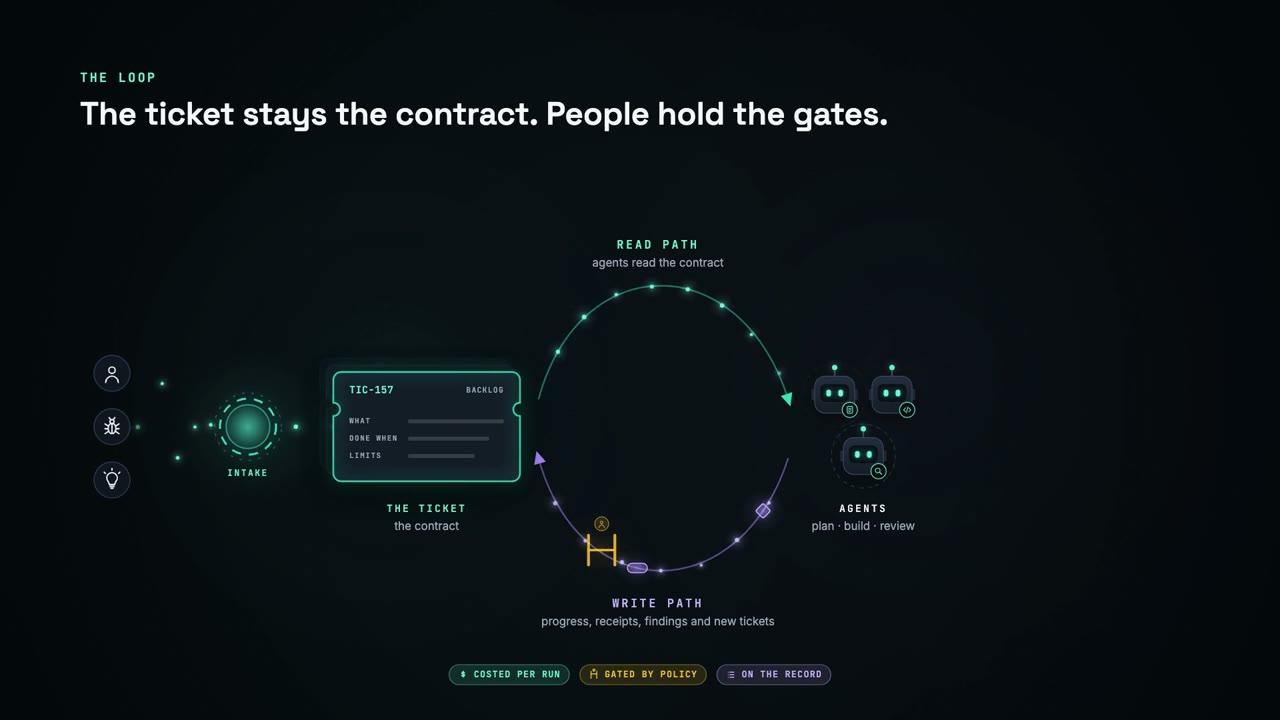 THE LOOP
The ticket stays the contract. People hold the gates.
READ PATH
agents read the contract
TIC-157 BACKLOG
WHAT
DONE WHEN
LIMITS
INTAKE
THE TICKET
the contract
AGENTS
plan · build · review
WRITE PATH
progress, receipts, findings and new tickets
$ COSTED PER RUN
GATED BY POLICY
ON THE RECORD